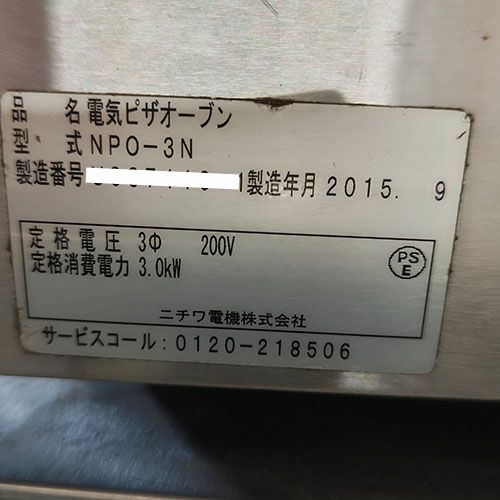 品 名 電気ピザオーブン
型 式 NPO-3N
製造番号 製造年月 2015. 9
定格電圧 3Φ 200V
定格消費電力 3.0kW
PS
E
ニチワ電機株式会社
サービスコール:0120-218506